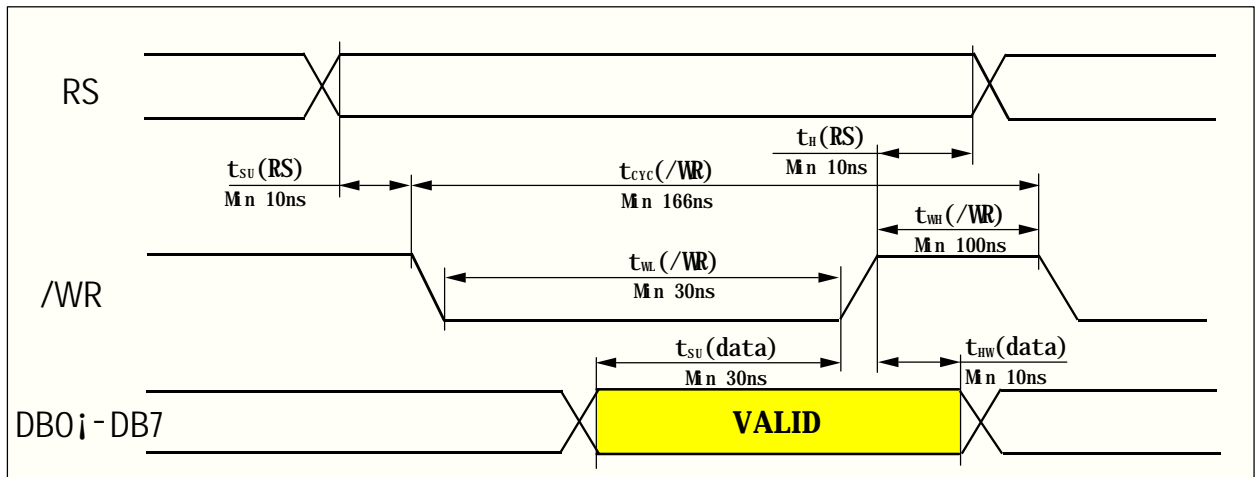 RS
tSU(RS)
Min 10ns
tCYC(/WR)
Min 166ns
tH(RS)
Min 10ns
tWH(/WR)
Min 100ns
/WR
tWL(/WR)
Min 30ns
tSU(data)
Min 30ns
tHW(data)
Min 10ns
DB0¡-DB7
VALID